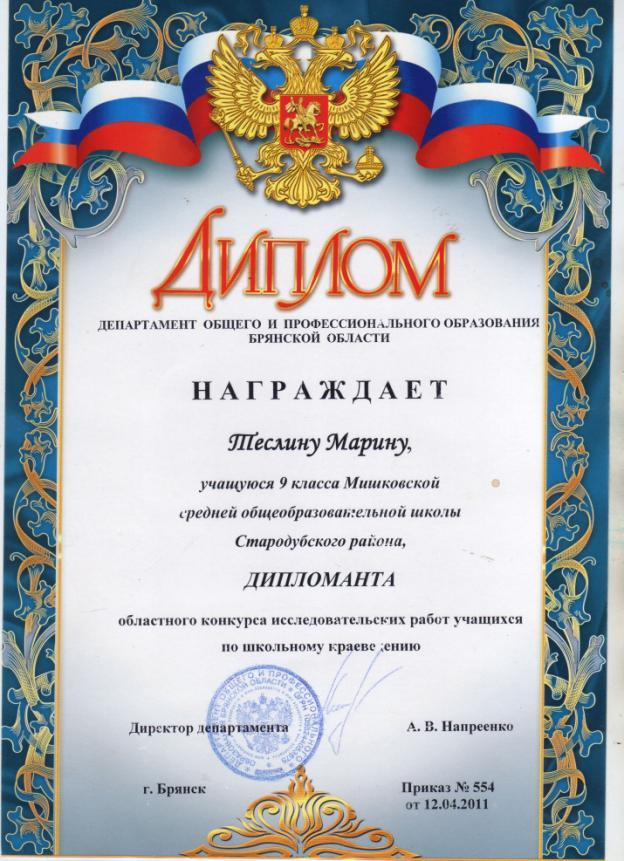 ДИПЛОМ
ДЕПАРТАМЕНТ ОБЩЕГО И ПРОФЕССИОНАЛЬНОГО ОБРАЗОВАНИЯ
БРЯНСКОЙ ОБЛАСТИ
НАГРАЖДАЕТ
Теслину Марину,
учащуюся 9 класса Мишковской
средней общеобразовательной школы
Стародубского района,
ДИПЛОМАНТА
областного конкурса исследовательских работ учащихся
по школьному краеведению
Директор департамента А. В. Напреенко
г. Брянск Приказ № 554
от 12.04.2011